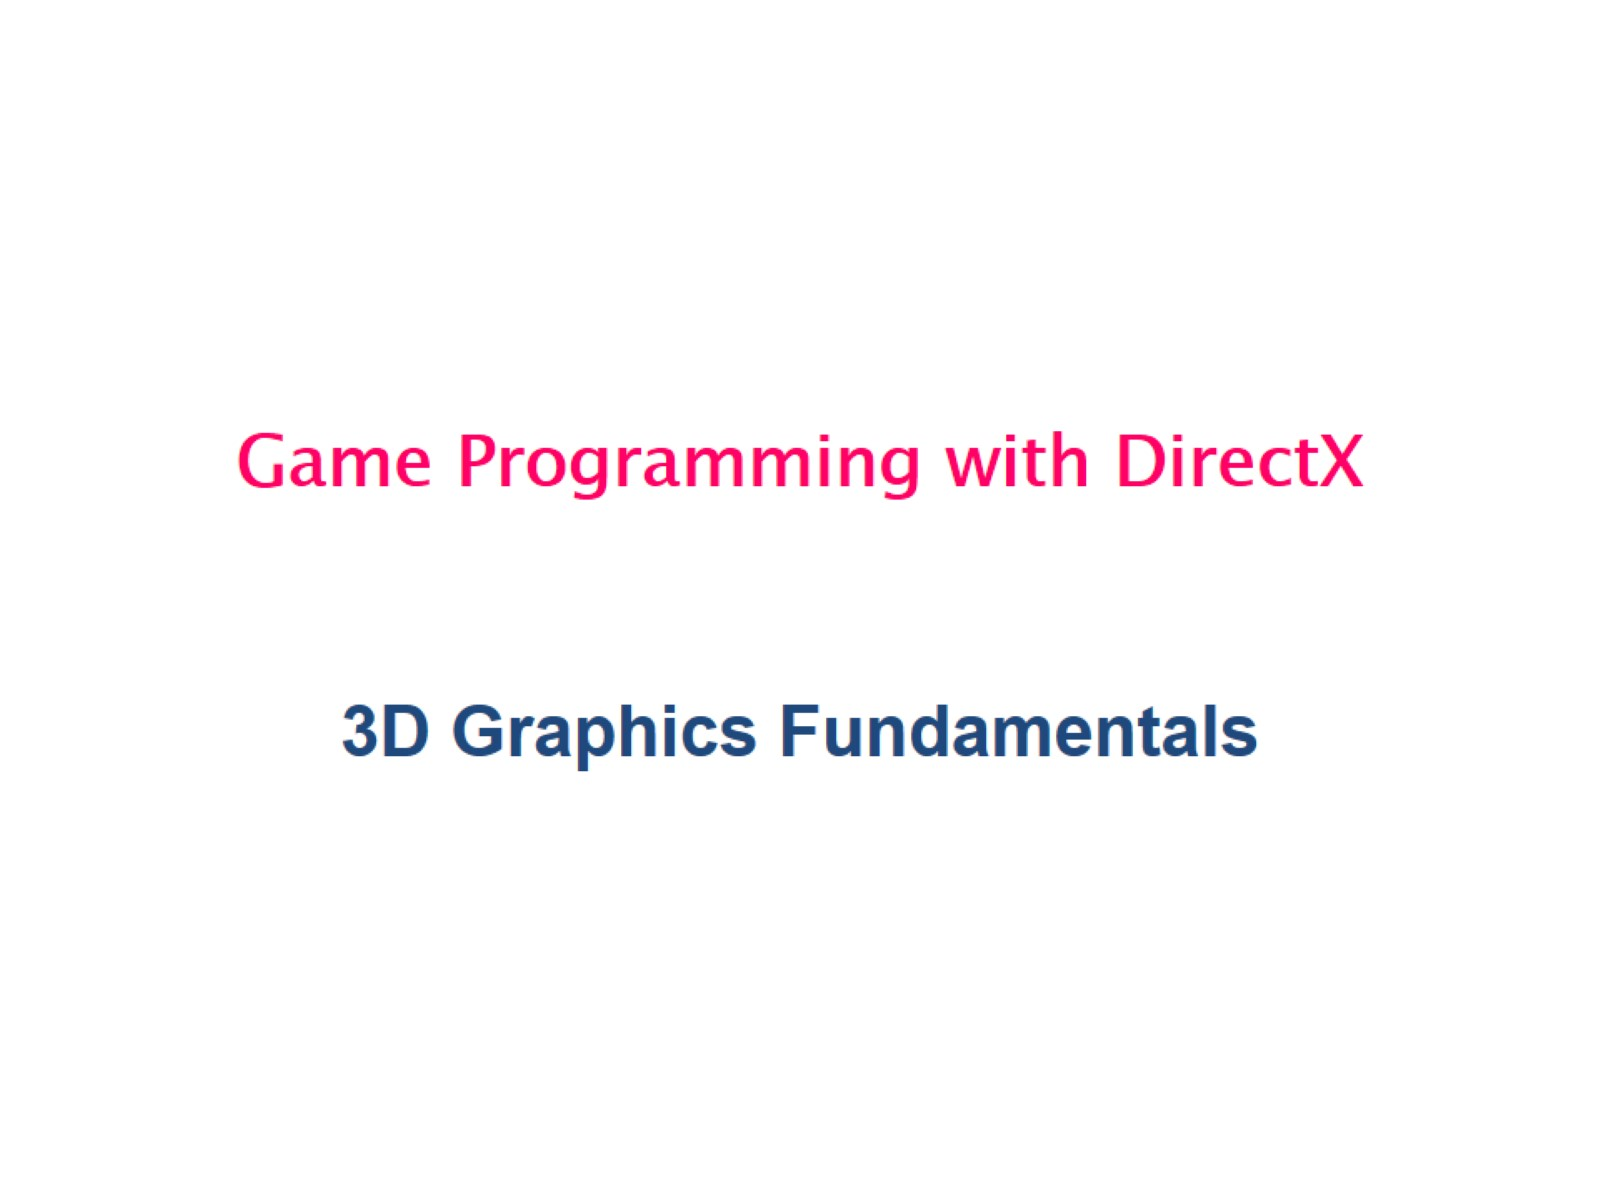 Game Programming with DirectX
3D Graphics Fundamentals